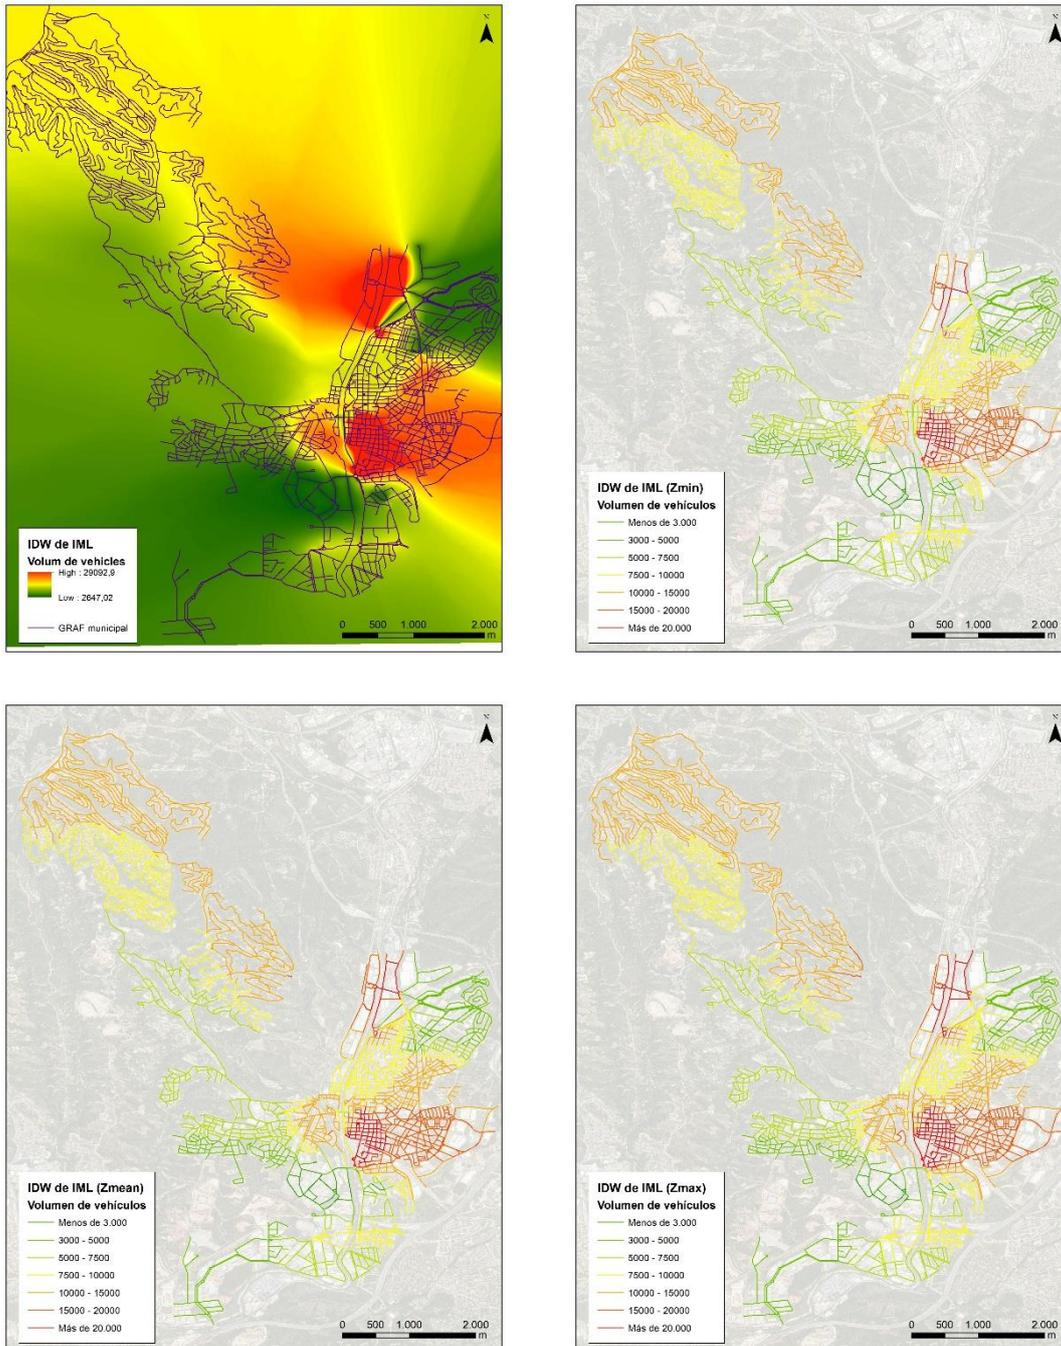 N
IDW de IML
Volum de vehicles
High : 29092,9
Low : 2647,02
GRAF municipal
0 500 1.000 2.000
m
N
IDW de IML (Zmin)
Volumen de vehículos
Menos de 3.000
3000 - 5000
5000 - 7500
7500 - 10000
10000 - 15000
15000 - 20000
Más de 20.000
0 500 1.000 2.000
m
N
IDW de IML (Zmean)
Volumen de vehículos
Menos de 3.000
3000 - 5000
5000 - 7500
7500 - 10000
10000 - 15000
15000 - 20000
Más de 20.000
0 500 1.000 2.000
m
N
IDW de IML (Zmax)
Volumen de vehículos
Menos de 3.000
3000 - 5000
5000 - 7500
7500 - 10000
10000 - 15000
15000 - 20000
Más de 20.000
0 500 1.000 2.000
m